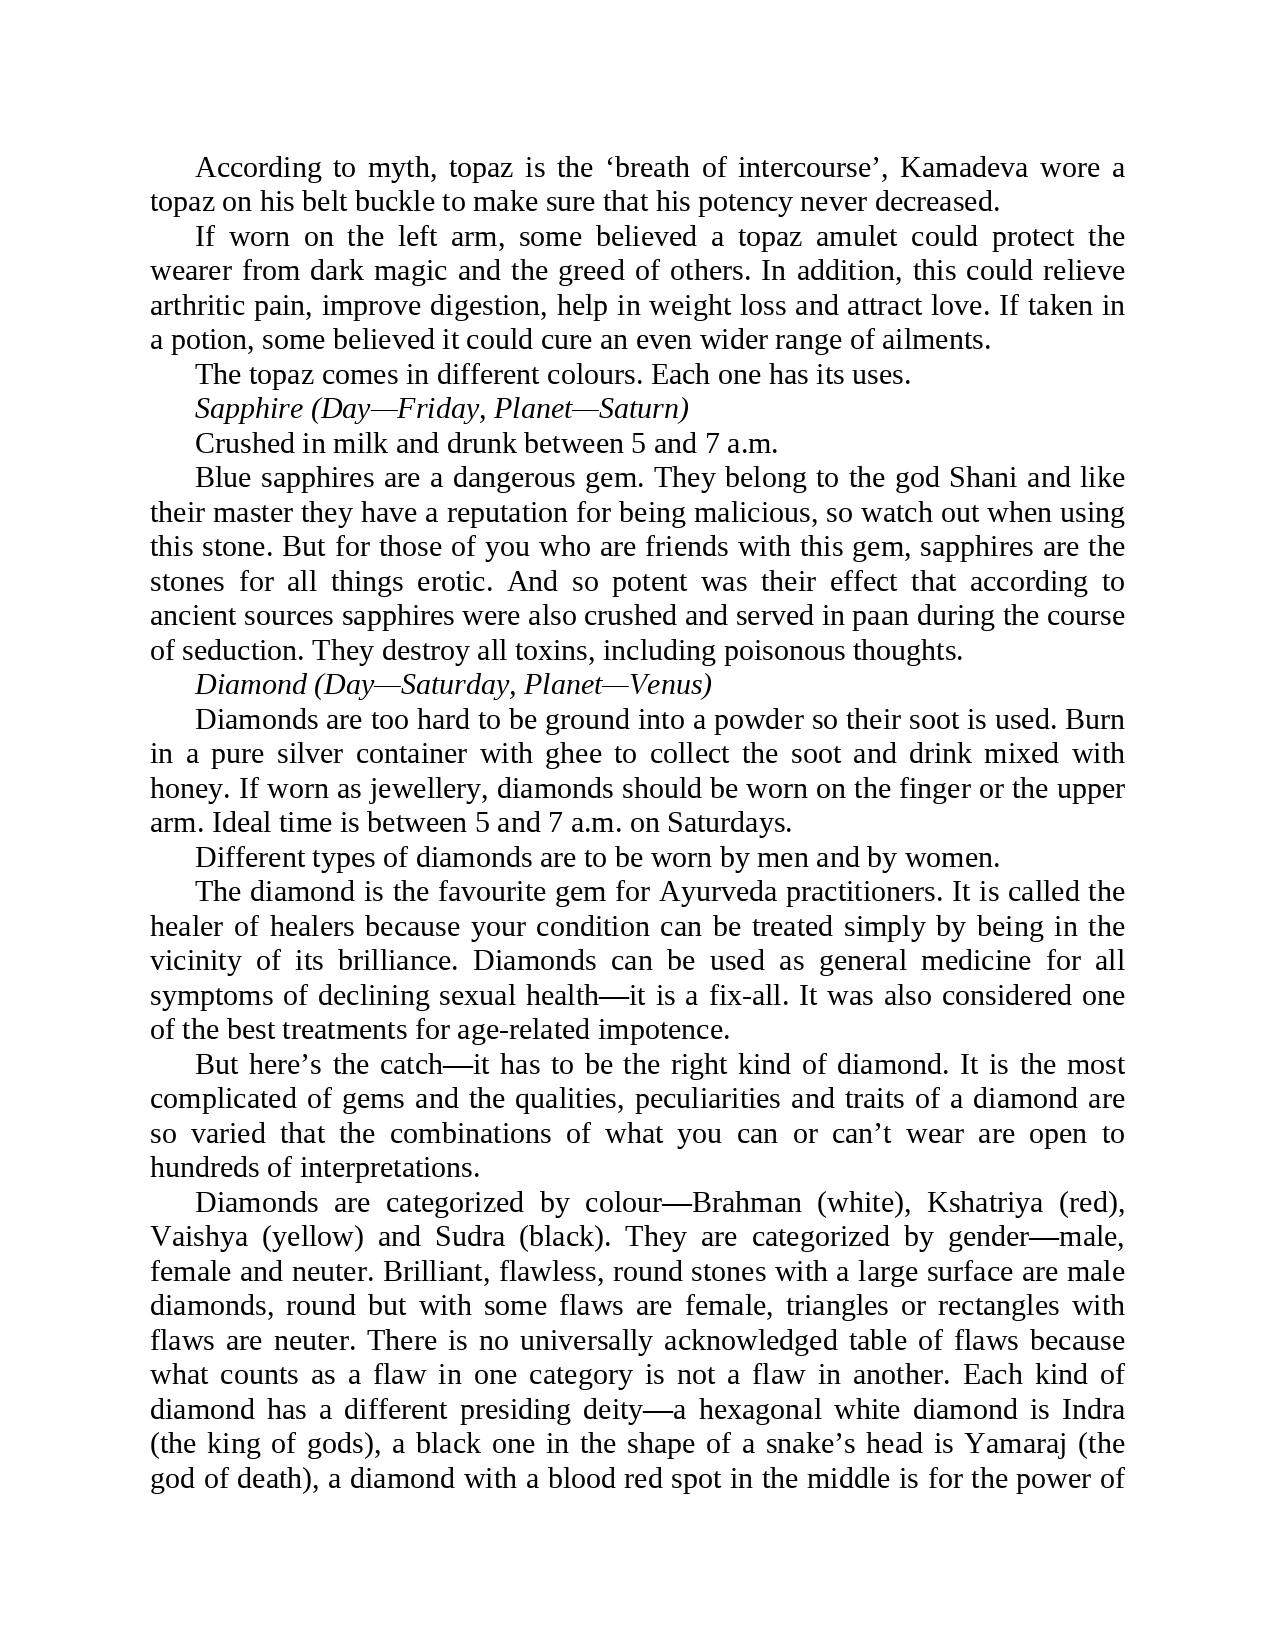 According to myth, topaz is the ‘breath of intercourse’, Kamadeva wore a
topaz on his belt buckle to make sure that his potency never decreased.
If worn on the left arm, some believed a topaz amulet could protect the
wearer from dark magic and the greed of others. In addition, this could relieve
arthritic pain, improve digestion, help in weight loss and attract love. If taken in
a potion, some believed it could cure an even wider range of ailments.
The topaz comes in different colours. Each one has its uses.
Sapphire (Day—Friday, Planet—Saturn)
Crushed in milk and drunk between 5 and 7 a.m.
Blue sapphires are a dangerous gem. They belong to the god Shani and like
their master they have a reputation for being malicious, so watch out when using
this stone. But for those of you who are friends with this gem, sapphires are the
stones for all things erotic. And so potent was their effect that according to
ancient sources sapphires were also crushed and served in paan during the course
of seduction. They destroy all toxins, including poisonous thoughts.
Diamond (Day—Saturday, Planet—Venus)
Diamonds are too hard to be ground into a powder so their soot is used. Burn
in a pure silver container with ghee to collect the soot and drink mixed with
honey. If worn as jewellery, diamonds should be worn on the finger or the upper
arm. Ideal time is between 5 and 7 a.m. on Saturdays.
Different types of diamonds are to be worn by men and by women.
The diamond is the favourite gem for Ayurveda practitioners. It is called the
healer of healers because your condition can be treated simply by being in the
vicinity of its brilliance. Diamonds can be used as general medicine for all
symptoms of declining sexual health—it is a fix-all. It was also considered one
of the best treatments for age-related impotence.
But here’s the catch—it has to be the right kind of diamond. It is the most
complicated of gems and the qualities, peculiarities and traits of a diamond are
so varied that the combinations of what you can or can’t wear are open to
hundreds of interpretations.
Diamonds are categorized by colour—Brahman (white), Kshatriya (red),
Vaishya (yellow) and Sudra (black). They are categorized by gender—male,
female and neuter. Brilliant, flawless, round stones with a large surface are male
diamonds, round but with some flaws are female, triangles or rectangles with
flaws are neuter. There is no universally acknowledged table of flaws because
what counts as a flaw in one category is not a flaw in another. Each kind of
diamond has a different presiding deity—a hexagonal white diamond is Indra
(the king of gods), a black one in the shape of a snake’s head is Yamaraj (the
god of death), a diamond with a blood red spot in the middle is for the power of